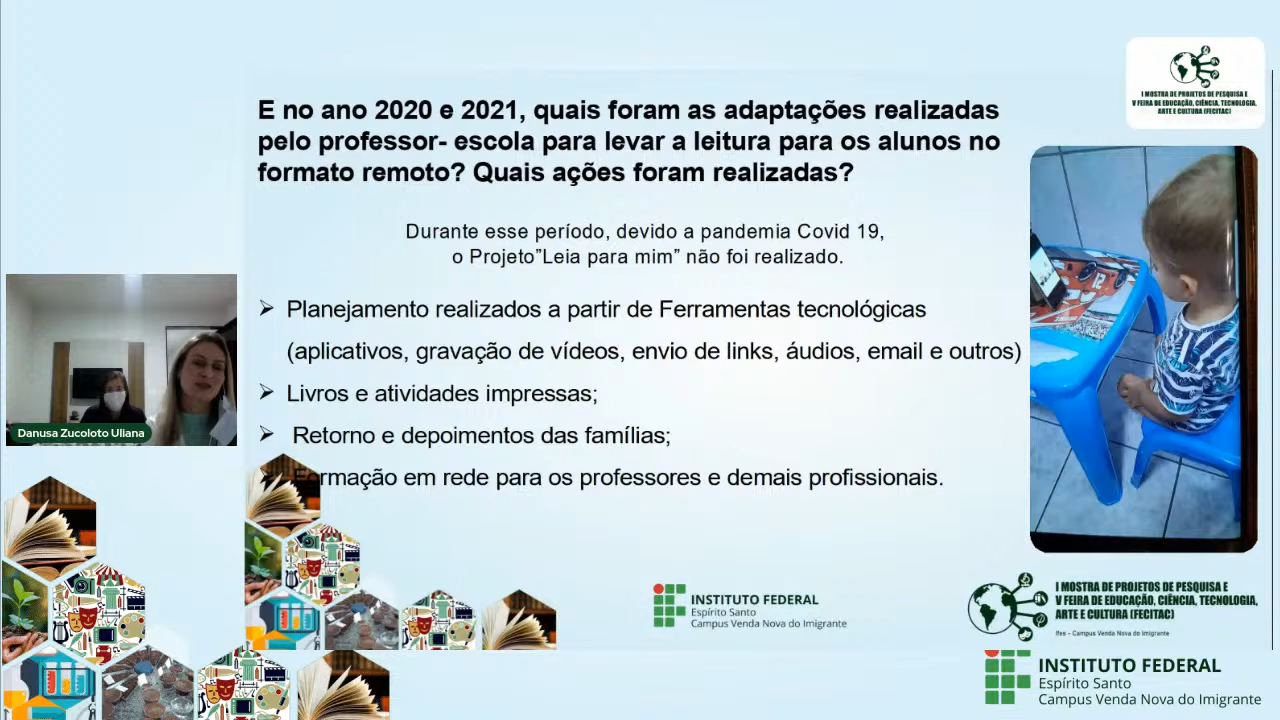 I MOSTRA DE PROJETOS DE PESQUISA E
V FEIRA DE EDUCAÇÃO, CIÊNCIA, TECNOLOGIA,
ARTE E CULTURA (FECITAC)
E no ano 2020 e 2021, quais foram as adaptações realizadas
pelo professor- escola para levar a leitura para os alunos no
formato remoto? Quais ações foram realizadas?
Durante esse período, devido a pandemia Covid 19,
o Projeto”Leia para mim” não foi realizado.
➢ Planejamento realizados a partir de Ferramentas tecnológicas
(aplicativos, gravação de vídeos, envio de links, áudios, email e outros)
➢ Livros e atividades impressas;
➢ Retorno e depoimentos das famílias;
rmação em rede para os professores e demais profissionais.
Danusa Zucoloto Uliana
12
INSTITUTO FEDERAL
Espírito Santo
Campus Venda Nova do Imigrante
I MOSTRA DE PROJETOS DE PESQUISA E
V FEIRA DE EDUCAÇÃO, CIÊNCIA, TECNOLOGIA,
ARTE E CULTURA (FECITAC)
Ifes - Campus Venda Nova do Imigrante
INSTITUTO FEDERAL
Espírito Santo
Campus Venda Nova do Imigrante